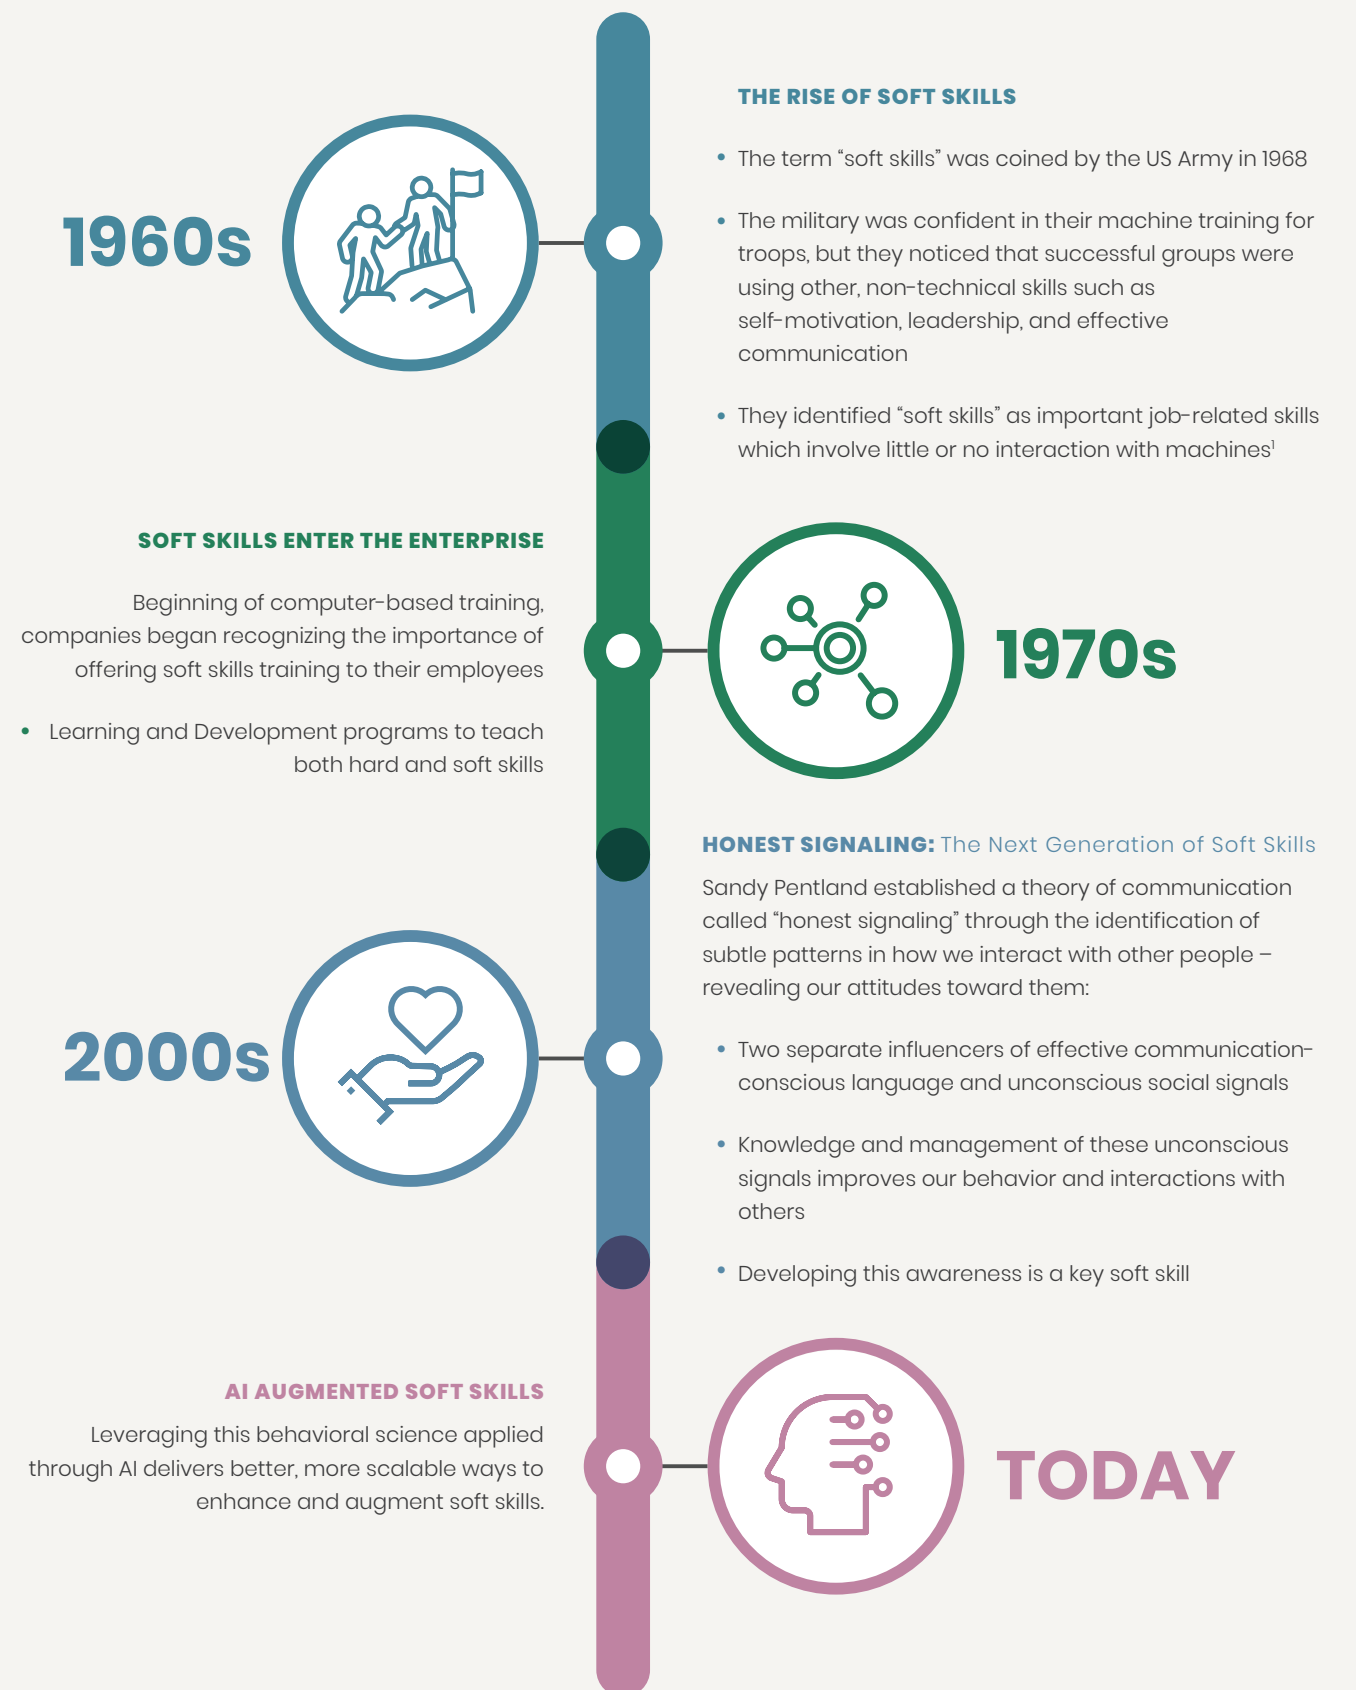 THE RISE OF SOFT SKILLS
1960s
• The term “soft skills” was coined by the US Army in 1968
• The military was confident in their machine training for
troops, but they noticed that successful groups were
using other, non-technical skills such as
self-motivation, leadership, and effective
communication
• They identified “soft skills” as important job-related skills
which involve little or no interaction with machines¹
SOFT SKILLS ENTER THE ENTERPRISE
Beginning of computer-based training,
companies began recognizing the importance of
offering soft skills training to their employees
• Learning and Development programs to teach
both hard and soft skills
1970s
HONEST SIGNALING: The Next Generation of Soft Skills
Sandy Pentland established a theory of communication
called “honest signaling” through the identification of
subtle patterns in how we interact with other people –
revealing our attitudes toward them:
2000s
• Two separate influencers of effective communication-
conscious language and unconscious social signals
• Knowledge and management of these unconscious
signals improves our behavior and interactions with
others
• Developing this awareness is a key soft skill
AI AUGMENTED SOFT SKILLS
Leveraging this behavioral science applied
through AI delivers better, more scalable ways to
enhance and augment soft skills.
TODAY